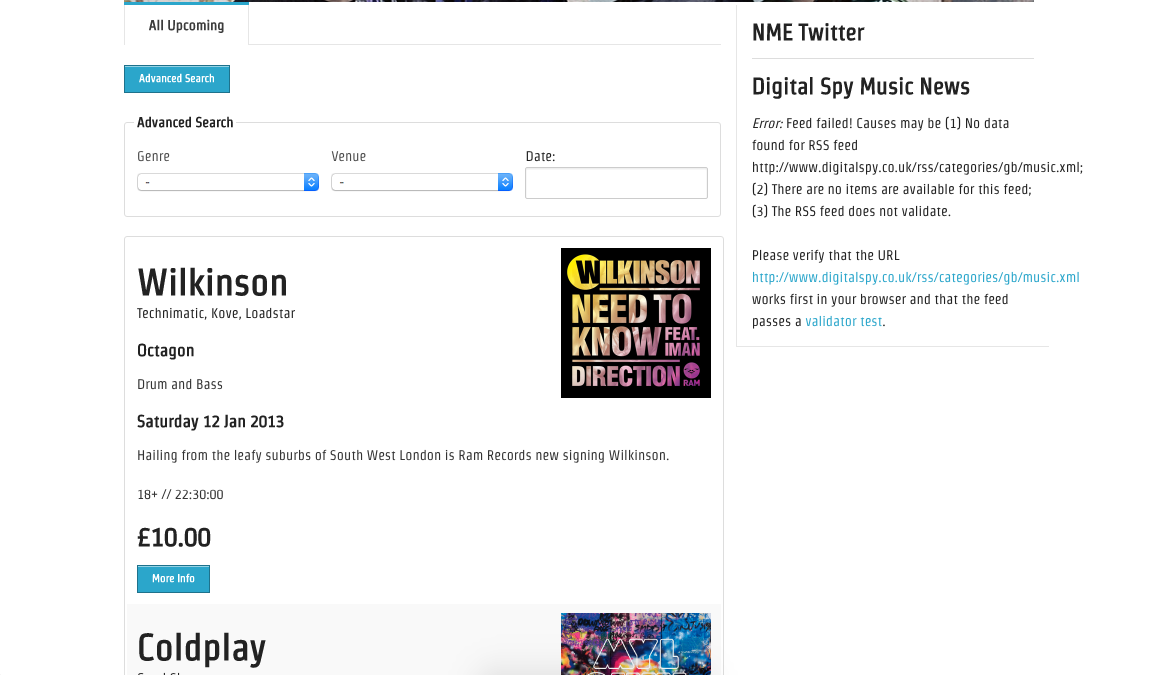 All Upcoming
Advanced Search
Advanced Search
Genre
Venue
Date:
-
-
Wilkinson
Technimatic, Kove, Loadstar
Octagon
Drum and Bass
Saturday 12 Jan 2013
Hailing from the leafy suburbs of South West London is Ram Records new signing Wilkinson.
18+ // 22:30:00
£10.00
More Info
WILKINSON
NEED TO
KNOW FEAT. IMAN
DIRECTION
RAM
Coldplay
NME Twitter
Digital Spy Music News
Error: Feed failed! Causes may be (1) No data
found for RSS feed
http://www.digitalspy.co.uk/rss/categories/gb/music.xml;
(2) There are no items are available for this feed;
(3) The RSS feed does not validate.
Please verify that the URL
http://www.digitalspy.co.uk/rss/categories/gb/music.xml
works first in your browser and that the feed
passes a validator test.